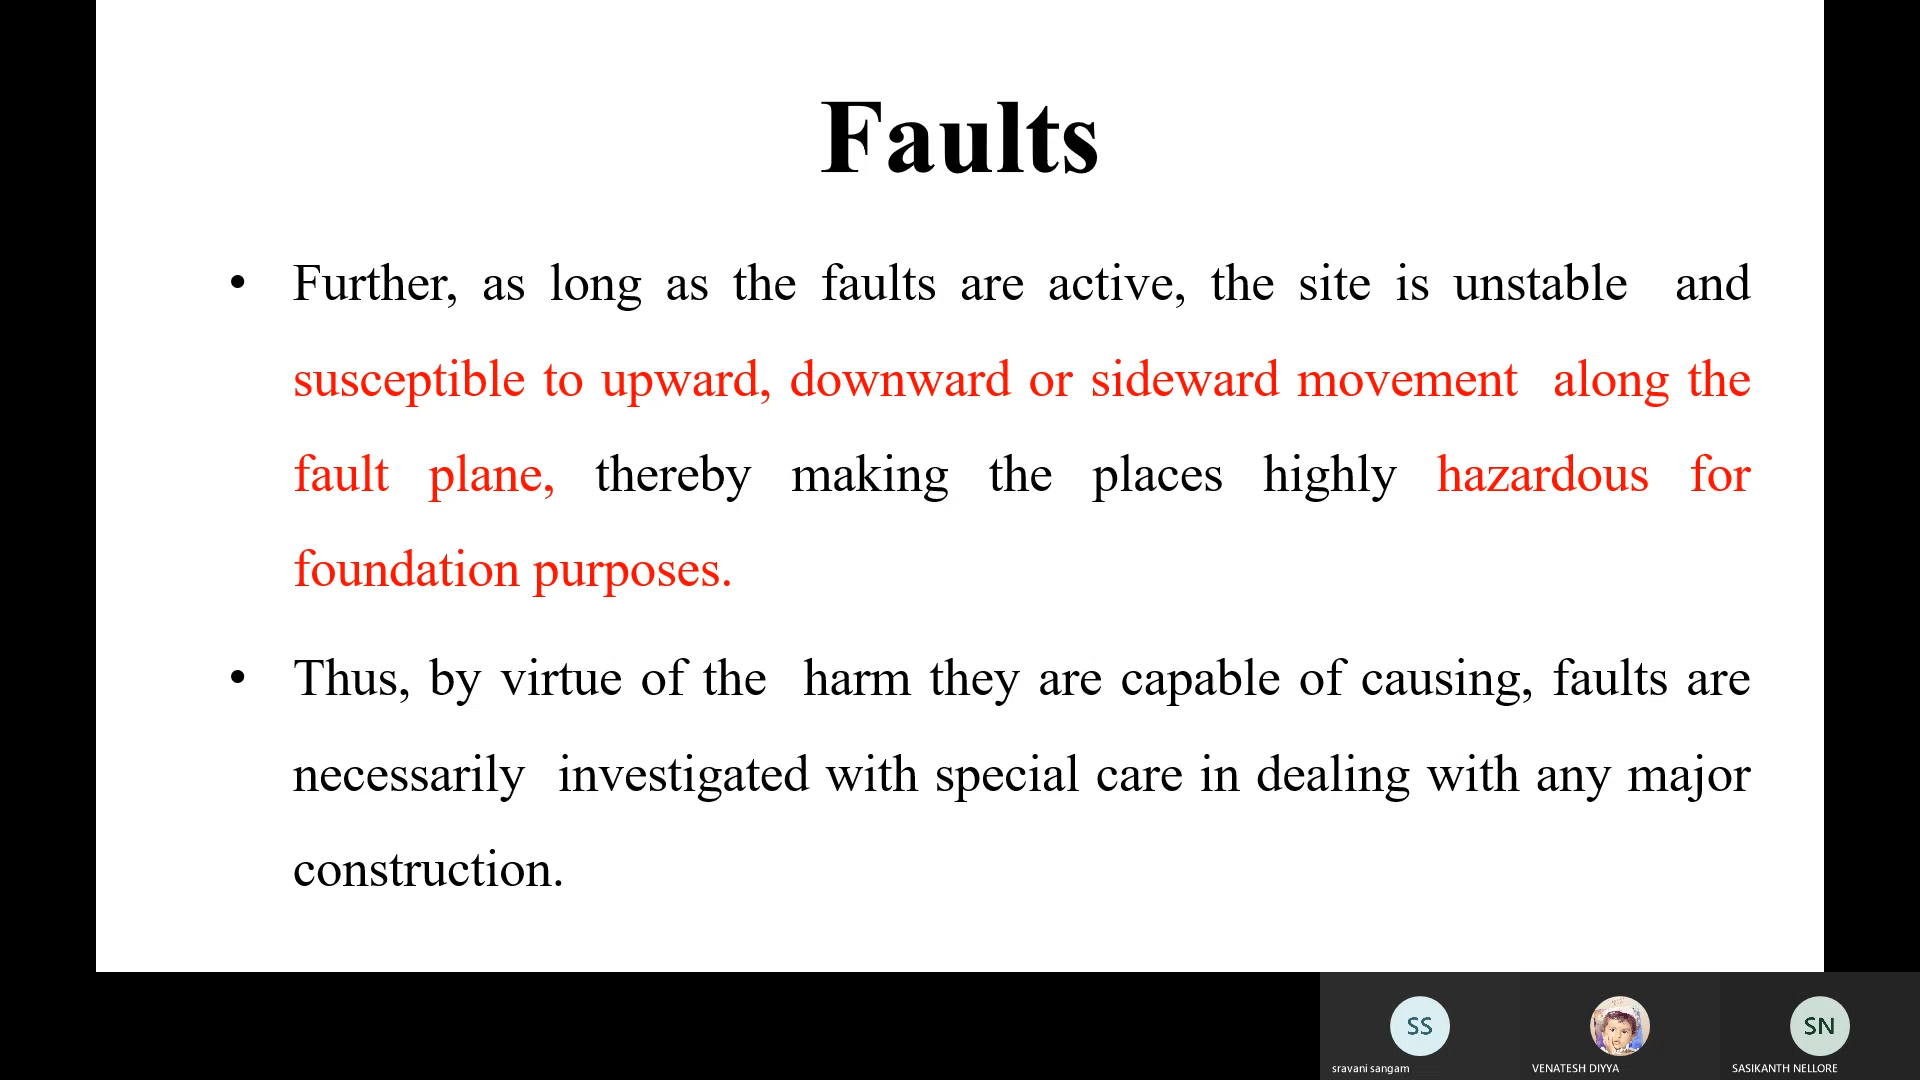 Faults
• Further, as long as the faults are active, the site is unstable and
susceptible to upward, downward or sideward movement along the
fault plane, thereby making the places highly hazardous for
foundation purposes.
• Thus, by virtue of the harm they are capable of causing, faults are
necessarily investigated with special care in dealing with any major
construction.
SS
SN
sravani sangam
VENATESH DIYYA
SASIKANTH NELLORE